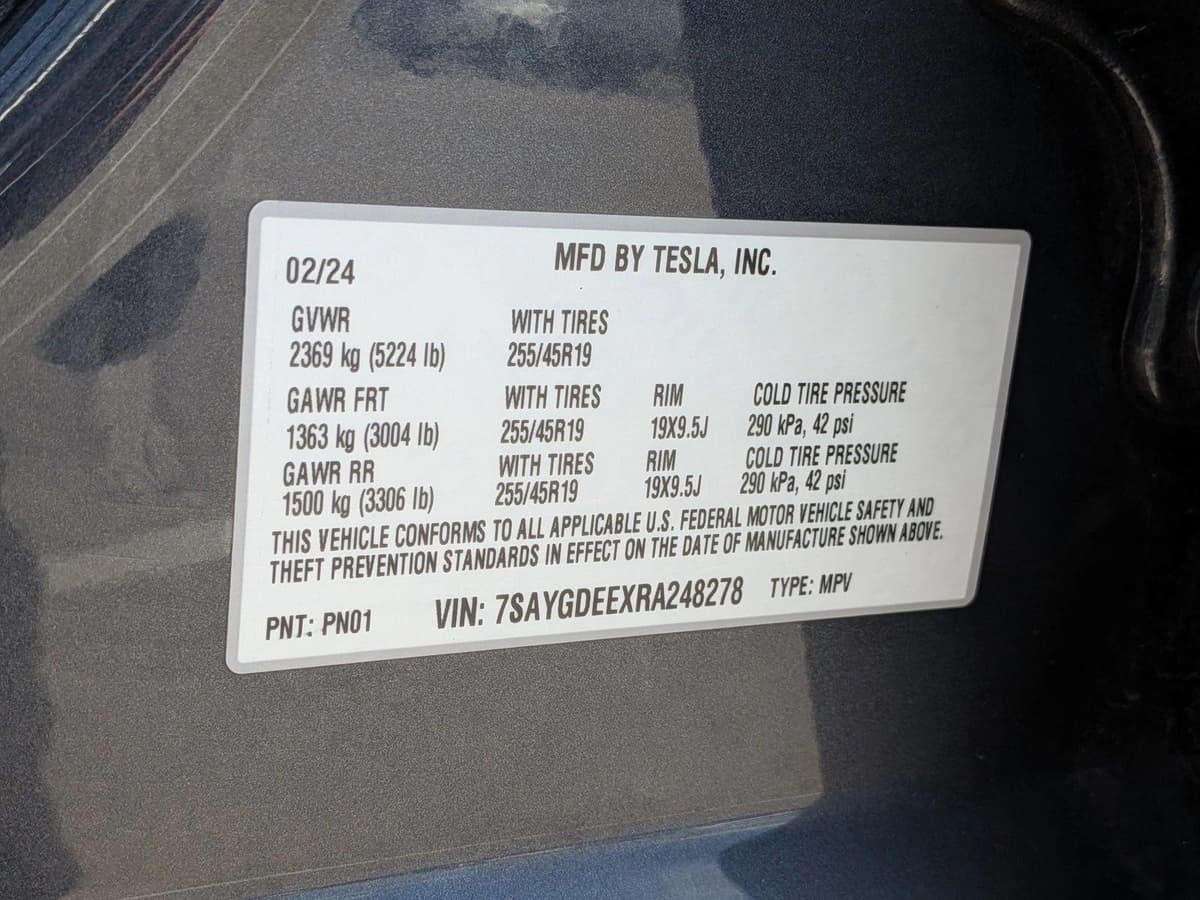 MFD BY TESLA, INC.
02/24
GVWR WITH TIRES
2369 kg (5224 lb) 255/45R19
GAWR FRT WITH TIRES RIM COLD TIRE PRESSURE
1363 kg (3004 lb) 255/45R19 19X9.5J 290 kPa, 42 psi
GAWR RR WITH TIRES RIM COLD TIRE PRESSURE
1500 kg (3306 lb) 255/45R19 19X9.5J 290 kPa, 42 psi
THIS VEHICLE CONFORMS TO ALL APPLICABLE U.S. FEDERAL MOTOR VEHICLE SAFETY AND
THEFT PREVENTION STANDARDS IN EFFECT ON THE DATE OF MANUFACTURE SHOWN ABOVE.
PNT: PN01 VIN: 7SAYGDEEXRA248278 TYPE: MPV